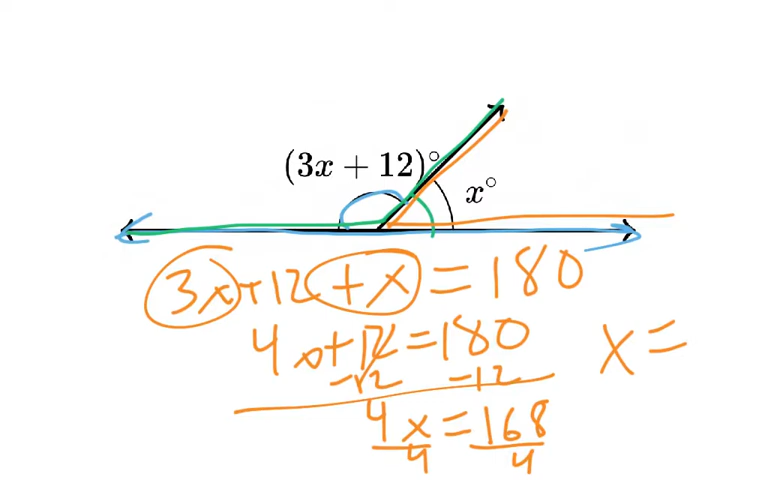 (3x + 12)°
x°
3x+12+x=180
4x+12=180
x=
-12 -12
4x=168
4 4